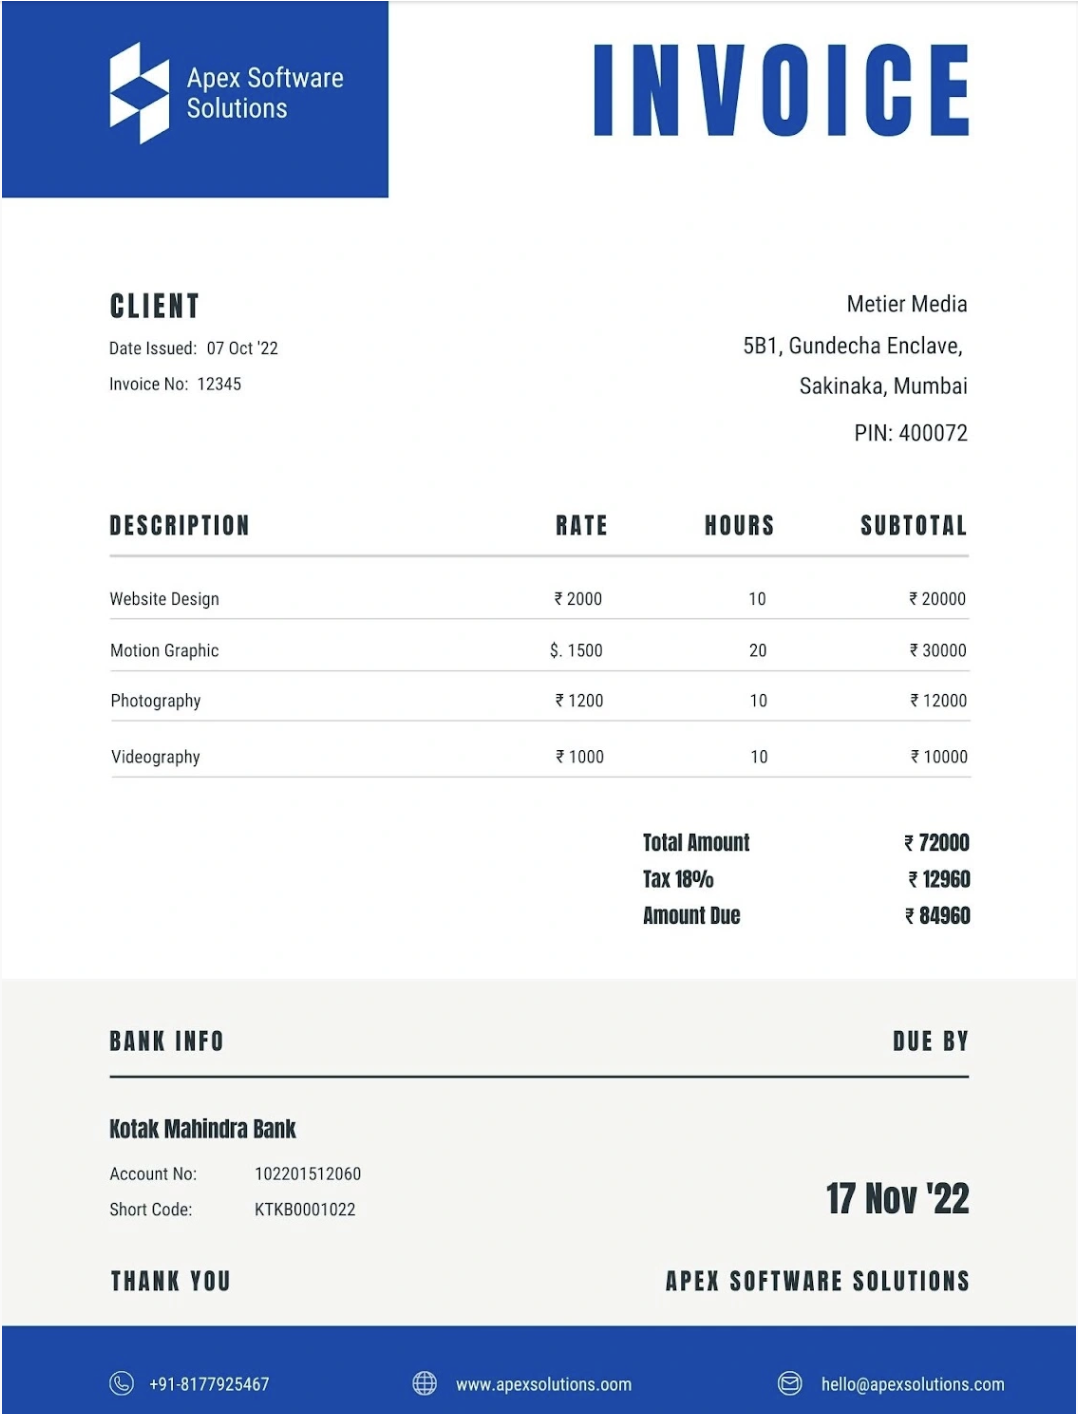 Apex Software
Solutions
INVOICE
CLIENT
Date Issued: 07 Oct '22
Invoice No: 12345
Metier Media
5B1, Gundecha Enclave,
Sakinaka, Mumbai
PIN: 400072
DESCRIPTION RATE HOURS SUBTOTAL
Website Design ₹ 2000 10 ₹ 20000
Motion Graphic $. 1500 20 ₹ 30000
Photography ₹ 1200 10 ₹ 12000
Videography ₹ 1000 10 ₹ 10000
Total Amount ₹ 72000
Tax 18% ₹ 12960
Amount Due ₹ 84960
BANK INFO DUE BY
Kotak Mahindra Bank
Account No: 102201512060
Short Code: KTKB0001022
17 Nov '22
THANK YOU APEX SOFTWARE SOLUTIONS
+91-8177925467 www.apexsolutions.oom hello@apexsolutions.com